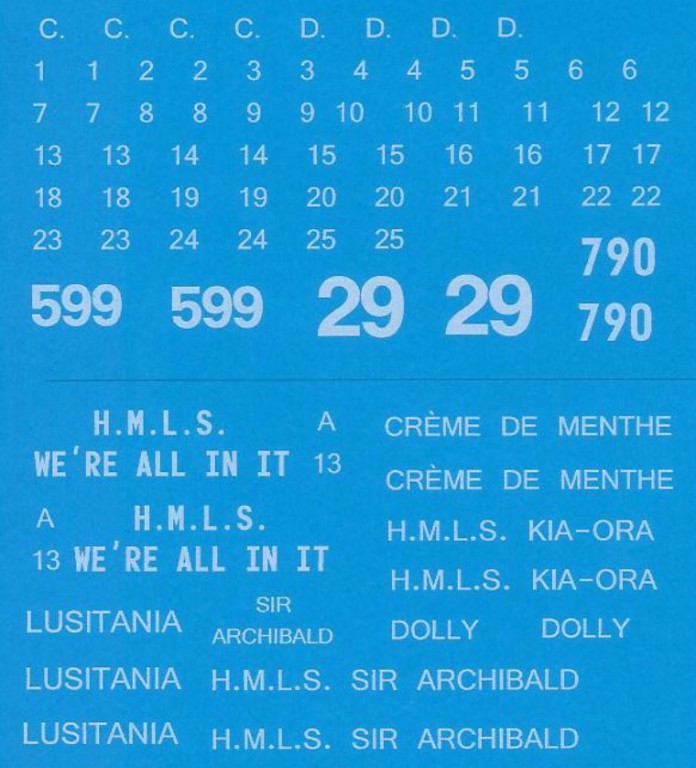 C. C. C. C. D. D. D. D.
1 1 2 2 3 3 4 4 5 5 6 6
7 7 8 8 9 9 10 10 11 11 12 12
13 13 14 14 15 15 16 16 17 17
18 18 19 19 20 20 21 21 22 22
23 23 24 24 25 25
790
599 599 29 29
790
H.M.L.S. A
WE'RE ALL IN IT 13
A H.M.L.S.
13 WE'RE ALL IN IT
CRÈME DE MENTHE
CRÈME DE MENTHE
H.M.L.S. KIA-ORA
H.M.L.S. KIA-ORA
LUSITANIA
SIR
ARCHIBALD
DOLLY DOLLY
LUSITANIA H.M.L.S. SIR ARCHIBALD
LUSITANIA H.M.L.S. SIR ARCHIBALD